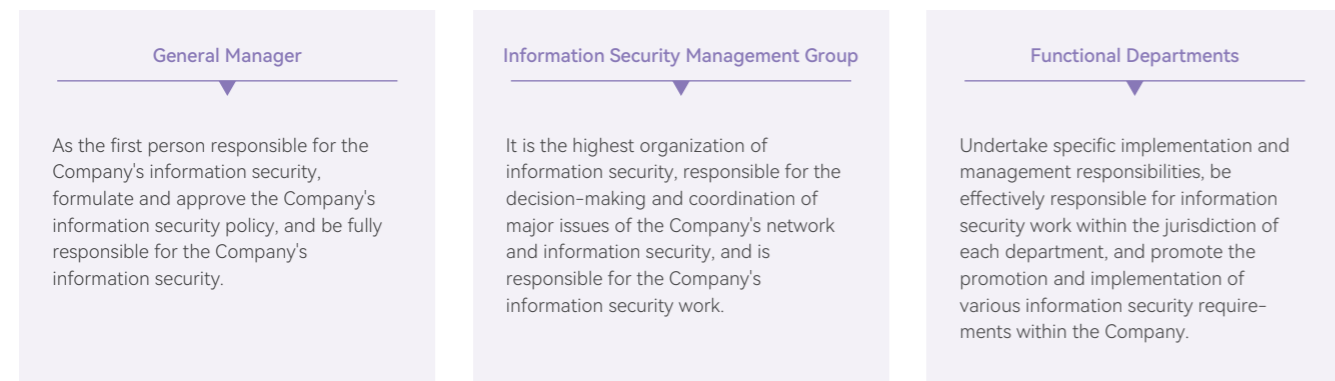 General Manager
As the first person responsible for the
Company's information security,
formulate and approve the Company's
information security policy, and be fully
responsible for the Company's
information security.
Information Security Management Group
It is the highest organization of
information security, responsible for the
decision-making and coordination of
major issues of the Company's network
and information security, and is
responsible for the Company's
information security work.
Functional Departments
Undertake specific implementation and
management responsibilities, be
effectively responsible for information
security work within the jurisdiction of
each department, and promote the
promotion and implementation of
various information security require-
ments within the Company.